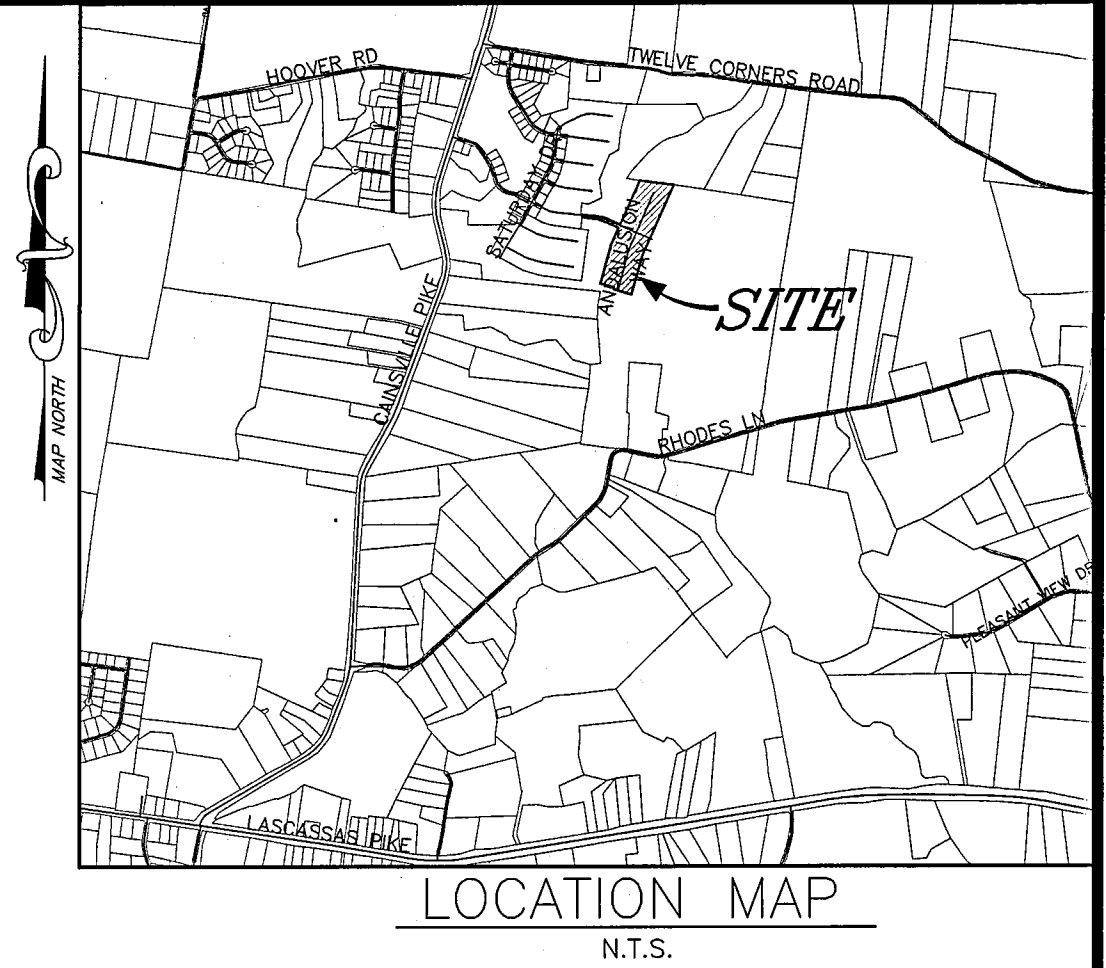 HOOVER RD
TWELVE CORNERS ROAD
SATURDAY DR
ANDALUSION WAY
SITE
CAINSVILLE PIKE
MAP NORTH
RHODES LN
PLEASANT VIEW DR
LASCASSAS PIKE
LOCATION MAP
N.T.S.